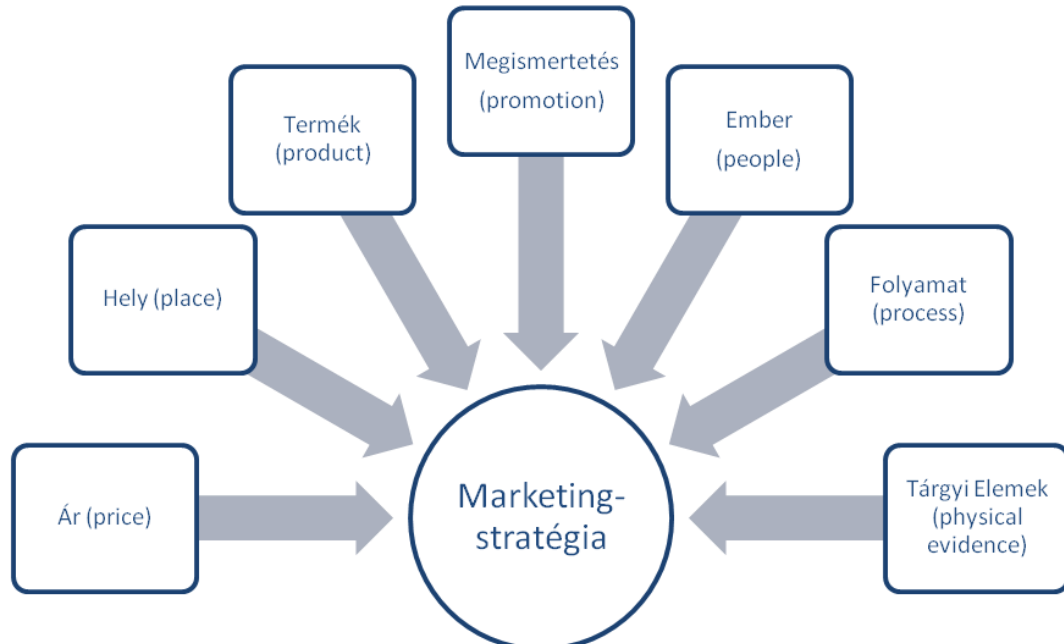 Megismertetés
(promotion)
Termék
(product)
Ember
(people)
Hely (place)
Folyamat
(process)
Ár (price)
Marketing-
stratégia
Tárgyi Elemek
(physical
evidence)